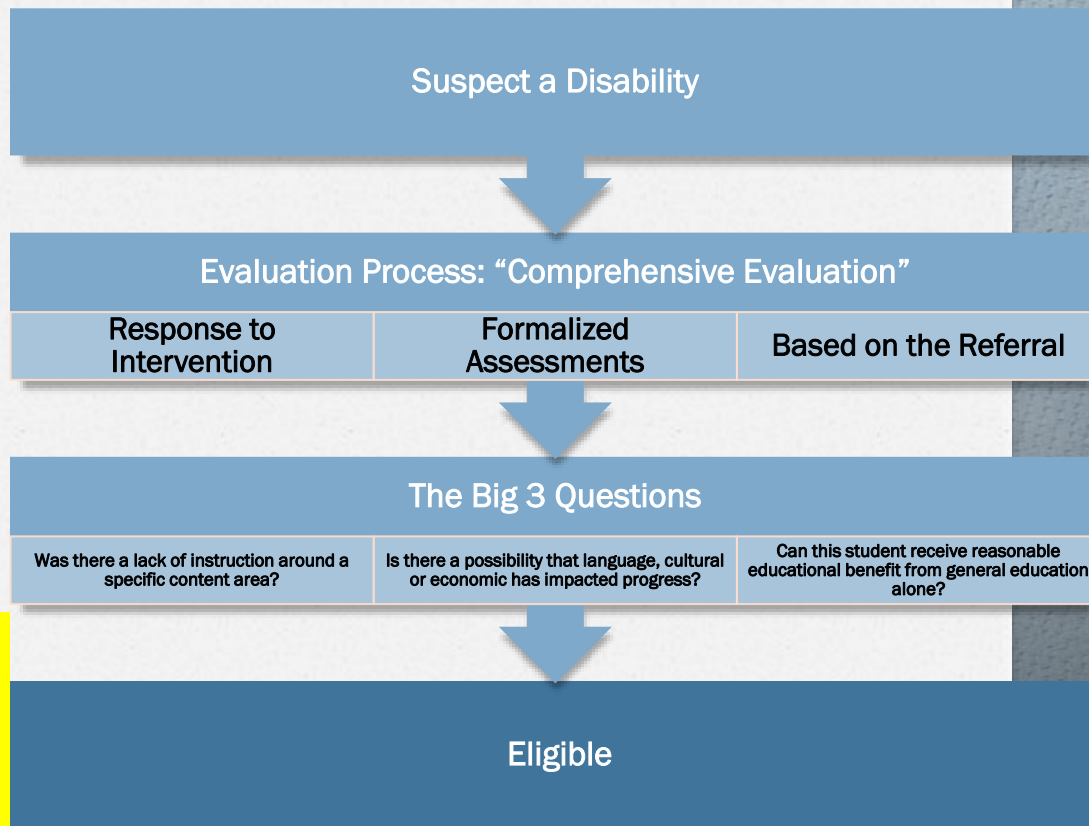 Suspect a Disability
Evaluation Process: “Comprehensive Evaluation”
Response to
Intervention
Formalized
Assessments
Based on the Referral
The Big 3 Questions
Was there a lack of instruction around a
specific content area?
Is there a possibility that language, cultural
or economic has impacted progress?
Can this student receive reasonable
educational benefit from general education
alone?
Eligible